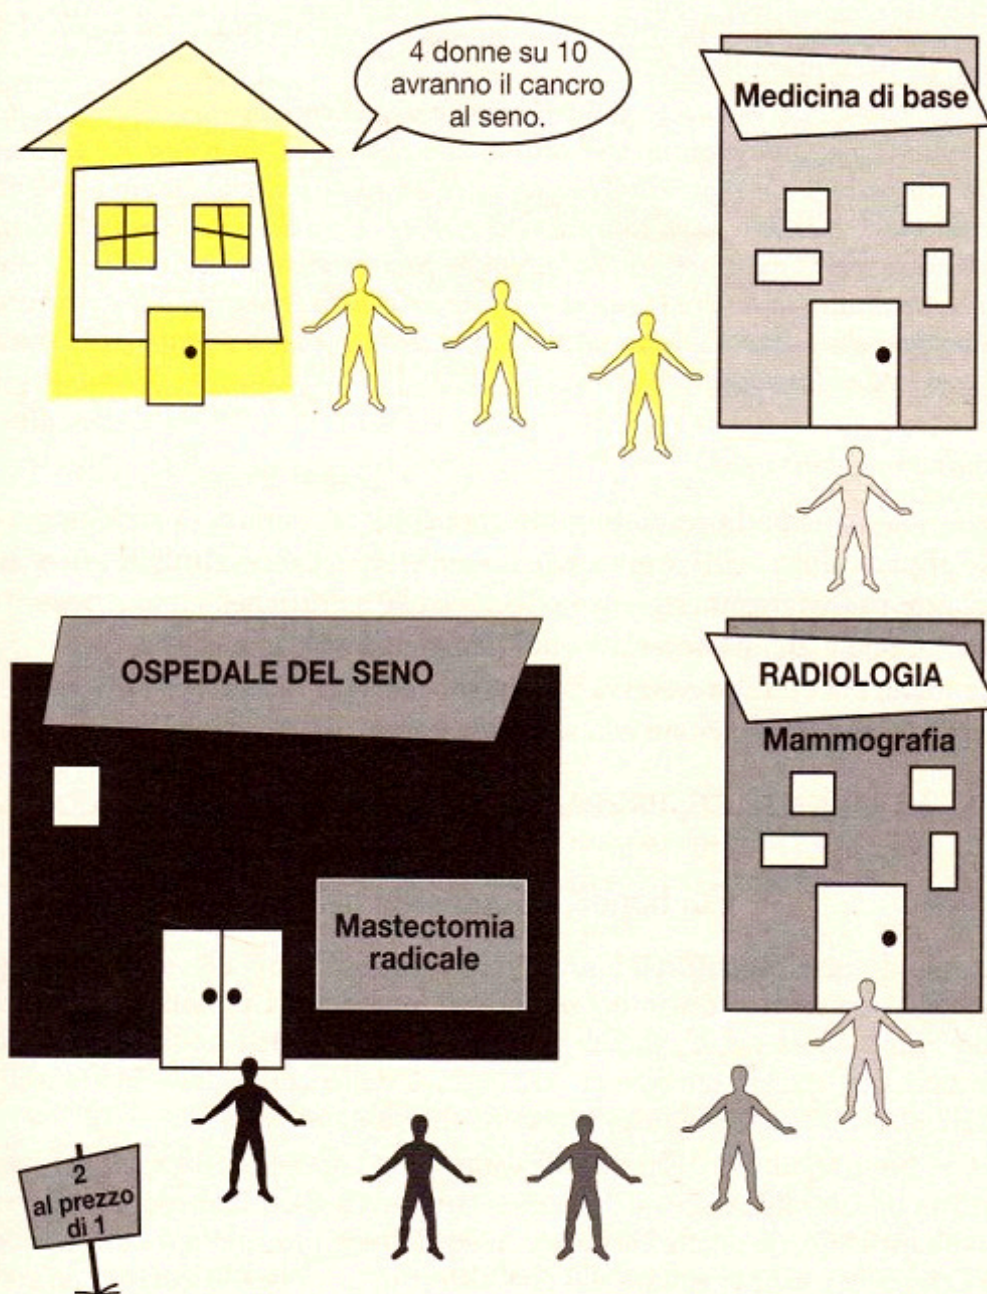 4 donne su 10
avranno il cancro
al seno.
Medicina di base
OSPEDALE DEL SENO
RADIOLOGIA
Mammografia
Mastectomia
radicale
2
al prezzo
di 1